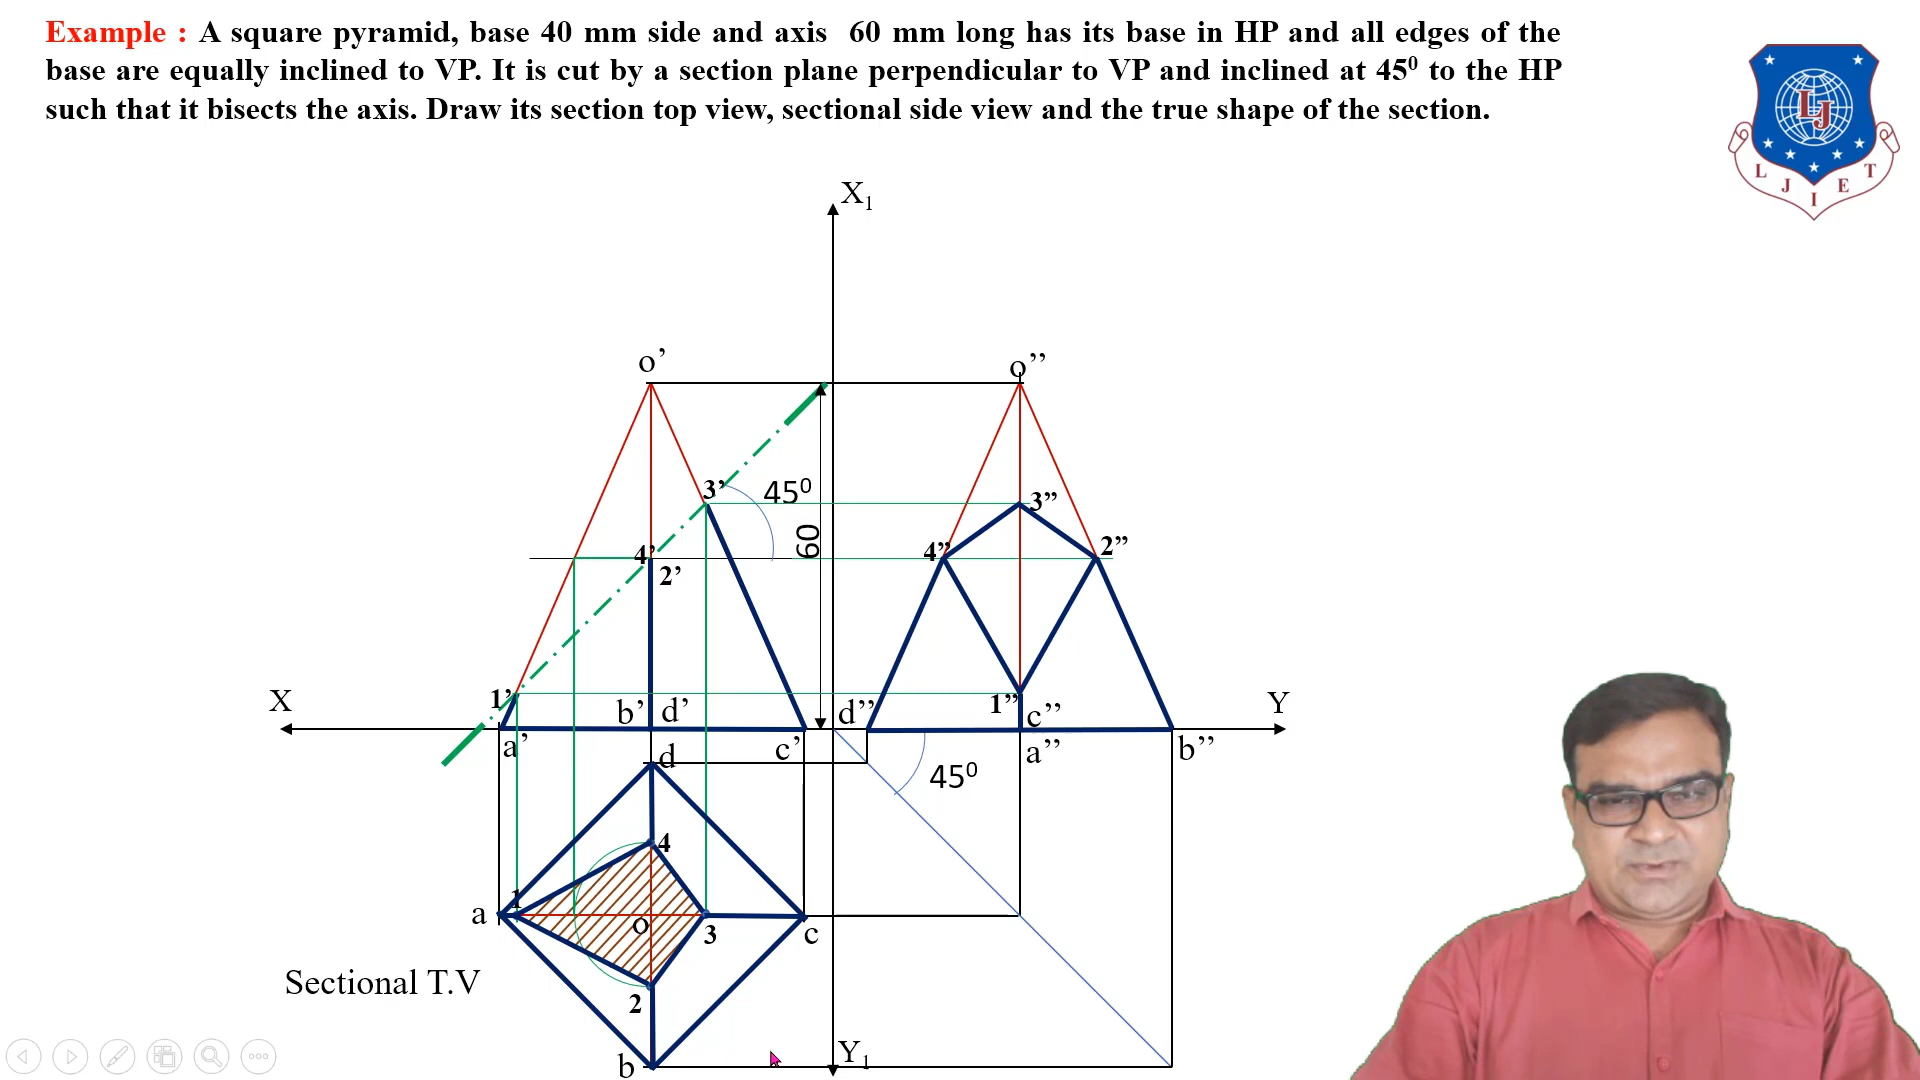 Example : A square pyramid, base 40 mm side and axis 60 mm long has its base in HP and all edges of the
base are equally inclined to VP. It is cut by a section plane perpendicular to VP and inclined at 45⁰ to the HP
such that it bisects the axis. Draw its section top view, sectional side view and the true shape of the section.
L J I E T
LJ
X₁
o’
o’’
3’
45⁰
3”
60
4’
4”
2”
2’
1’
1”
X
b’
d’
d’’
c’’
Y
a’
c’
a’’
b’’
d
45⁰
4
1
a
o
3
c
Sectional T.V
2
Y₁
b